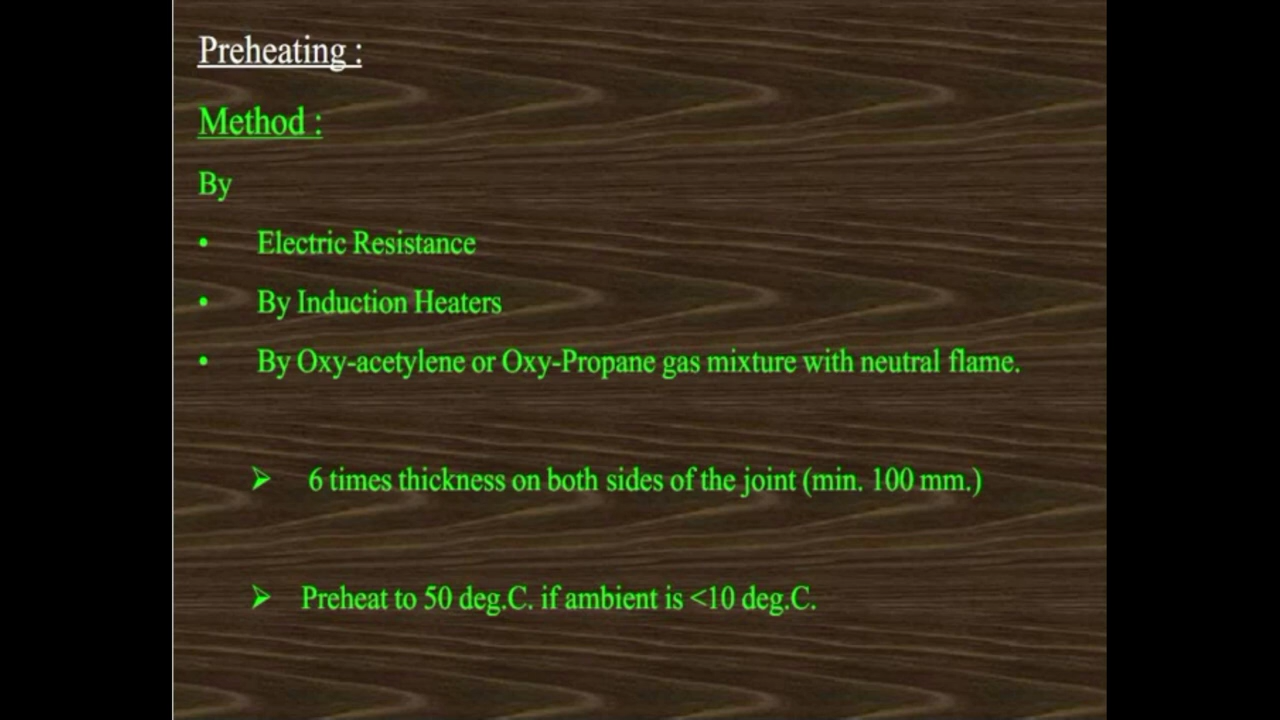 Preheating :
Method :
By
• Electric Resistance
• By Induction Heaters
• By Oxy-acetylene or Oxy-Propane gas mixture with neutral flame.
➢ 6 times thickness on both sides of the joint (min. 100 mm.)
➢ Preheat to 50 deg.C. if ambient is <10 deg.C.